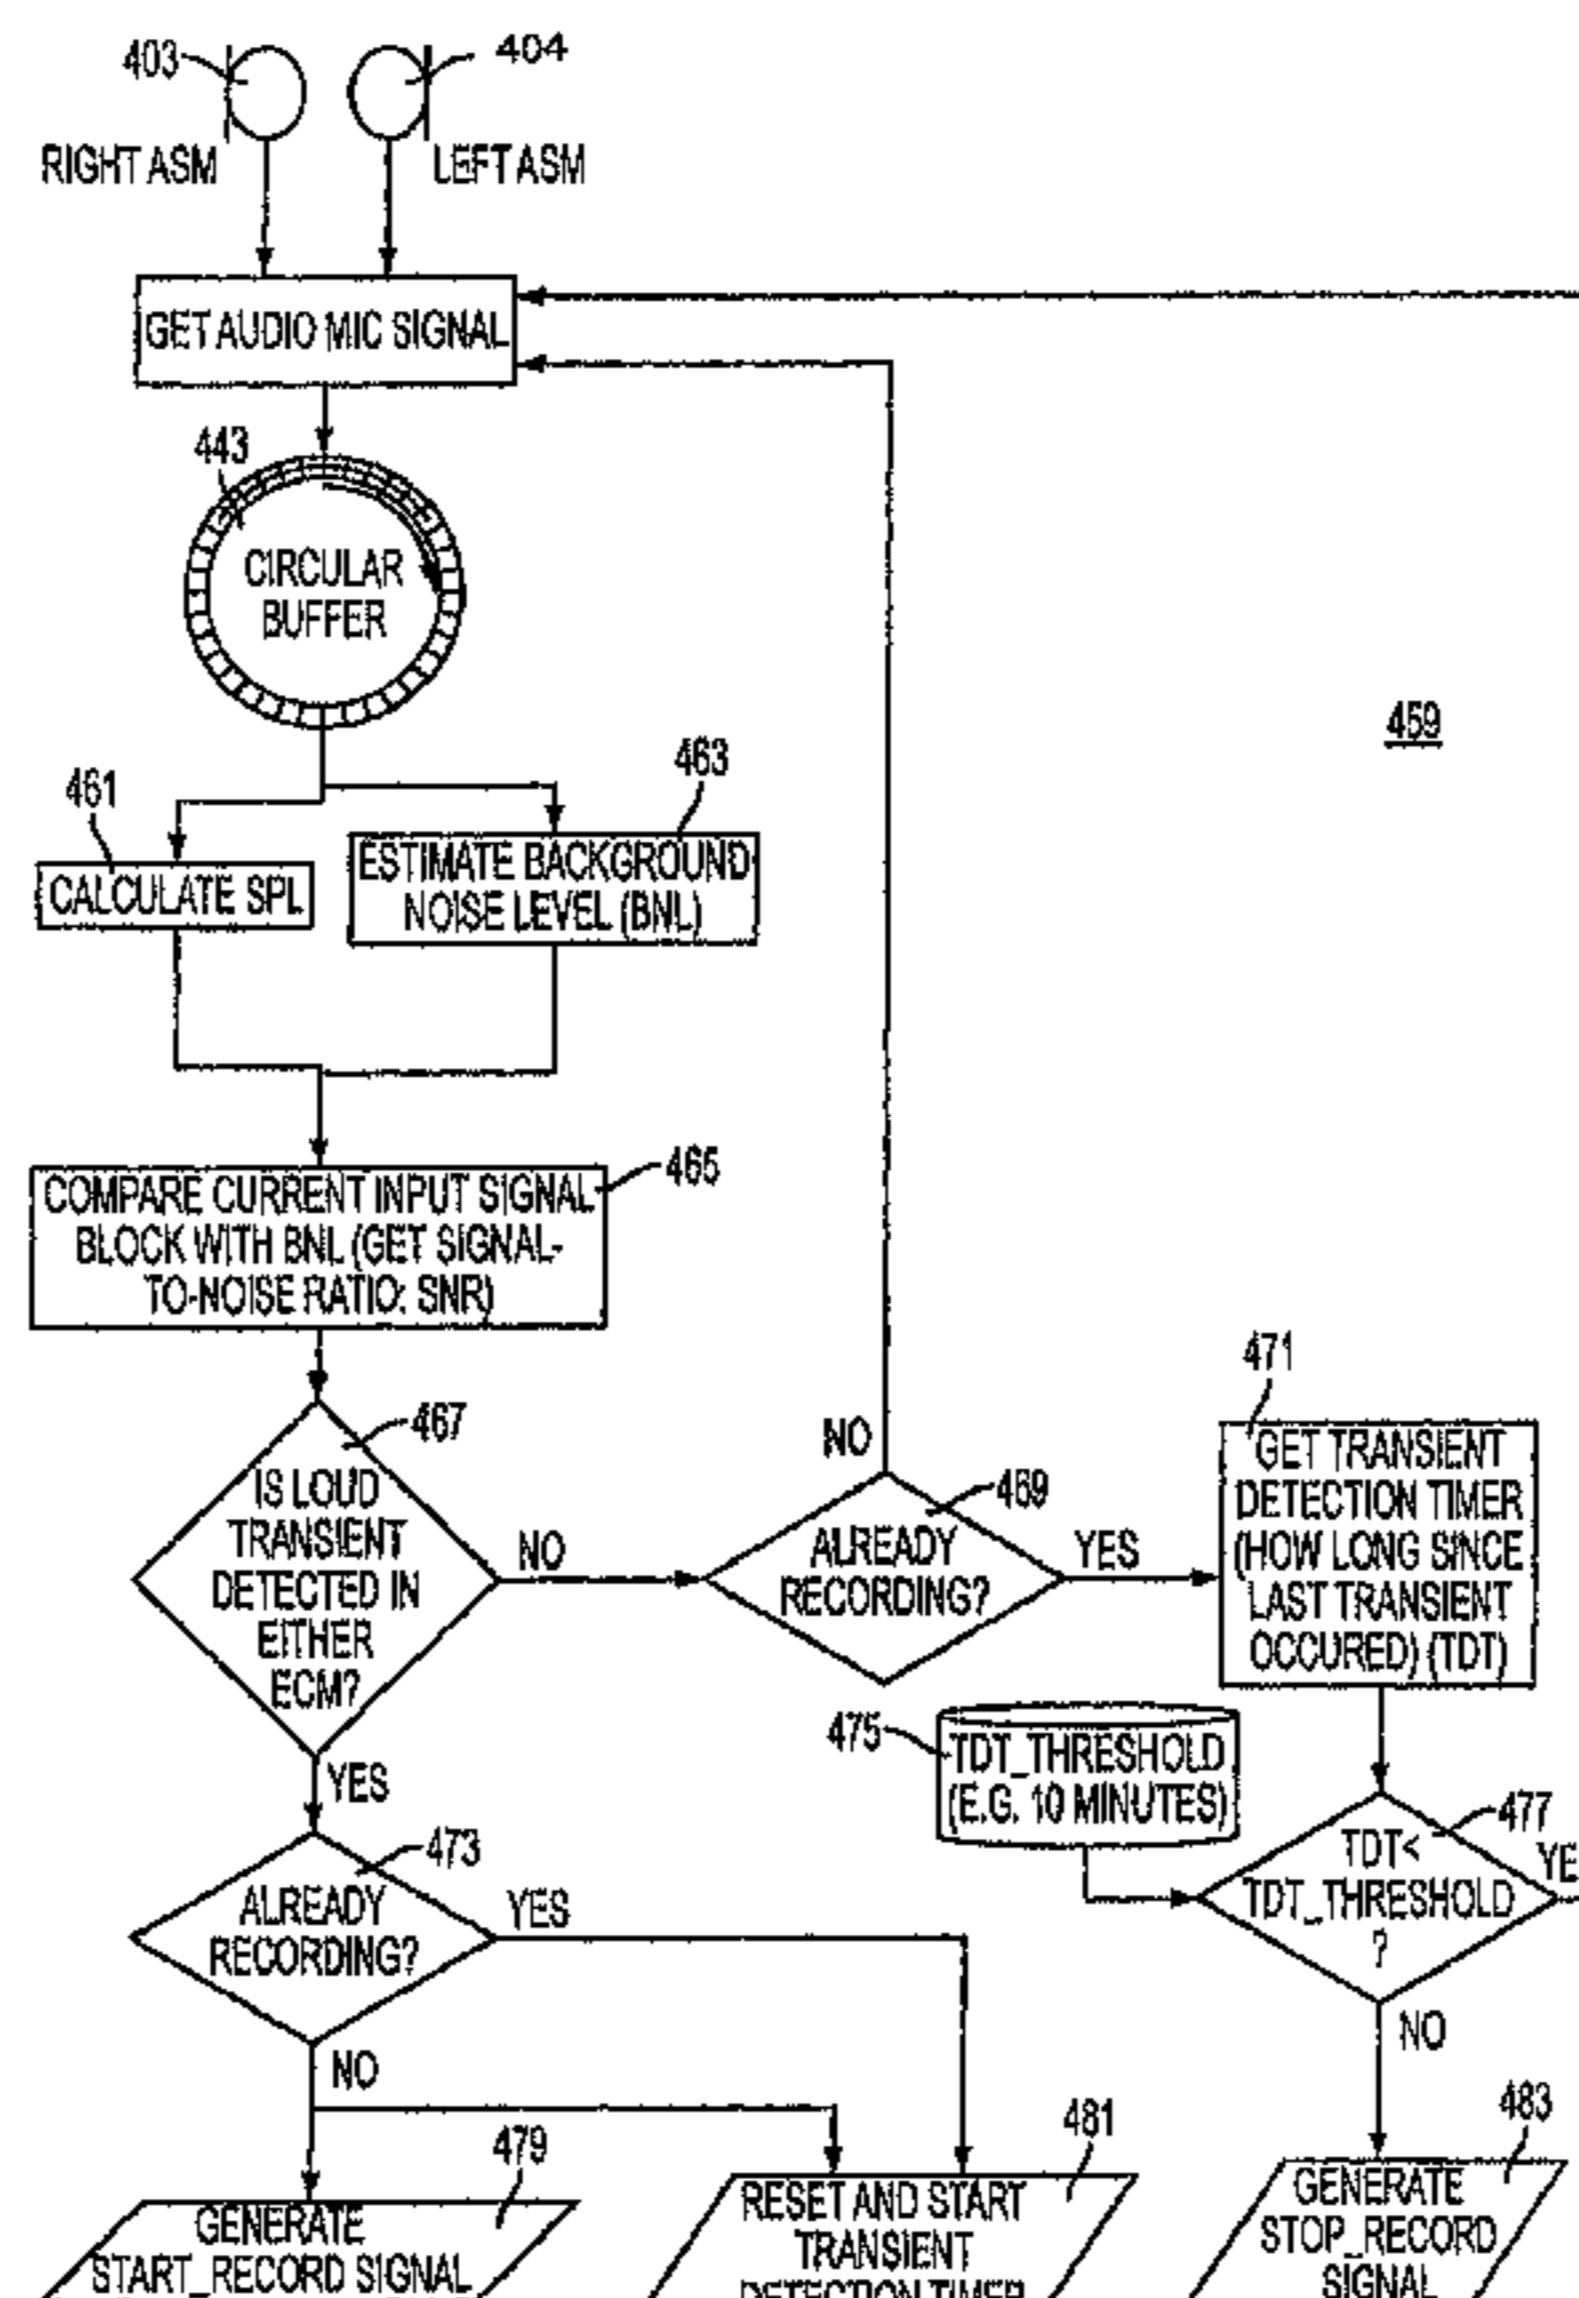 403
404
RIGHT ASM
LEFT ASM
GET AUDIO MIC SIGNAL
443
CIRCULAR
BUFFER
459
461
463
CALCULATE SPL
ESTIMATE BACKGROUND
NOISE LEVEL (BNL)
465
COMPARE CURRENT INPUT SIGNAL
BLOCK WITH BNL (GET SIGNAL-
TO-NOISE RATIO: SNR)
467
IS LOUD
TRANSIENT
DETECTED IN
EITHER
ECM?
NO
YES
NO
469
ALREADY
RECORDING?
YES
471
GET TRANSIENT
DETECTION TIMER
(HOW LONG SINCE
LAST TRANSIENT
OCCURED) (TDT)
475
TDT_THRESHOLD
(E.G. 10 MINUTES)
477
TDT<
TDT_THRESHOLD
?
YE
NO
473
ALREADY
RECORDING?
YES
NO
479
GENERATE
START_RECORD SIGNAL
481
RESET AND START
TRANSIENT
DETECTION TIMER
483
GENERATE
STOP_RECORD
SIGNAL